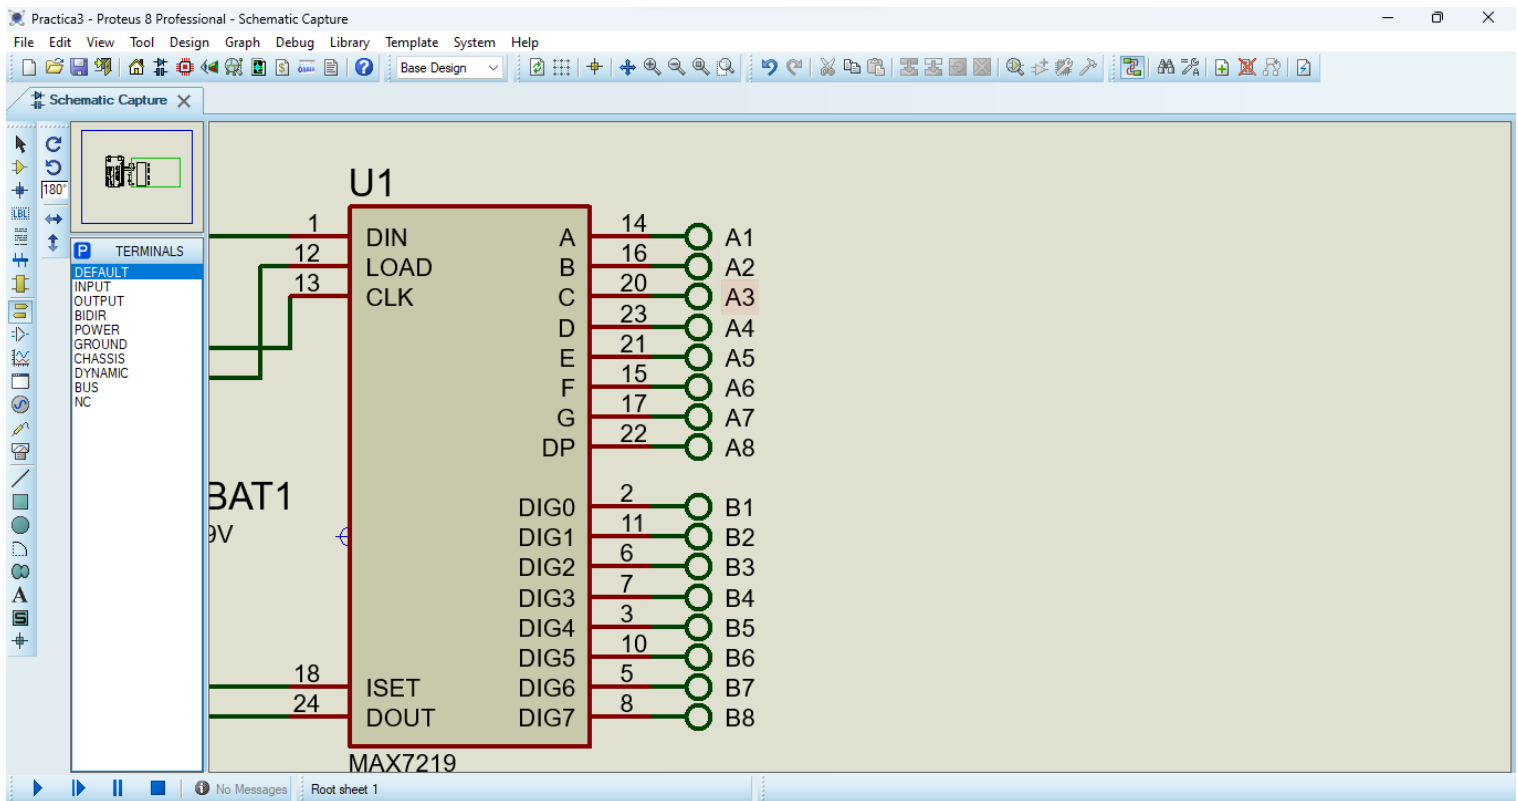 Practica3 - Proteus 8 Professional - Schematic Capture
File Edit View Tool Design Graph Debug Library Template System Help
Base Design
Schematic Capture
180°
LBL
P TERMINALS
DEFAULT
INPUT
OUTPUT
BIDIR
POWER
GROUND
CHASSIS
DYNAMIC
BUS
NC
A
S
U1
1 DIN A 14 A1
12 LOAD B 16 A2
13 CLK C 20 A3
D 23 A4
E 21 A5
F 15 A6
G 17 A7
DP 22 A8
BAT1
9V
DIG0 2 B1
DIG1 11 B2
DIG2 6 B3
DIG3 7 B4
DIG4 3 B5
DIG5 10 B6
18 ISET DIG6 5 B7
24 DOUT DIG7 8 B8
MAX7219
No Messages Root sheet 1